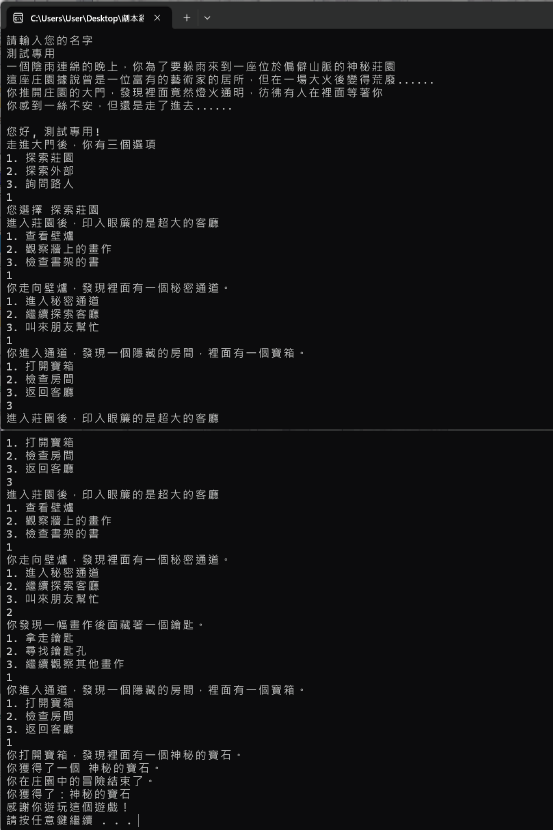 C:\Users\User\Desktop\劇本殺
請輸入您的名字
測試專用
一個陰雨連綿的晚上，你為了要躲雨來到一座位於偏僻山脈的神秘莊園
這座庄園據說曾是一位富有的藝術家的居所，但在一場大火後變得荒廢......
你推開庄園的大門，發現裡面竟然燈火通明，彷彿有人在裡面等著你
你感到一絲不安，但還是走了進去......
您好, 測試專用!
走進大門後，你有三個選項
1. 探索莊園
2. 探索外部
3. 詢問路人
1
您選擇 探索莊園
進入莊園後，印入眼簾的是超大的客廳
1. 查看壁爐
2. 觀察牆上的畫作
3. 檢查書架的書
1
你走向壁爐，發現裡面有一個秘密通道。
1. 進入秘密通道
2. 繼續探索客廳
3. 叫來朋友幫忙
1
你進入通道，發現一個隱藏的房間，裡面有一個寶箱。
1. 打開寶箱
2. 檢查房間
3. 返回客廳
3
進入莊園後，印入眼簾的是超大的客廳
1. 打開寶箱
2. 檢查房間
3. 返回客廳
3
進入莊園後，印入眼簾的是超大的客廳
1. 查看壁爐
2. 觀察牆上的畫作
3. 檢查書架的書
1
你走向壁爐，發現裡面有一個秘密通道。
1. 進入秘密通道
2. 繼續探索客廳
3. 叫來朋友幫忙
2
你發現一幅畫作後面藏著一個鑰匙。
1. 拿走鑰匙
2. 尋找鑰匙孔
3. 繼續觀察其他畫作
1
你進入通道，發現一個隱藏的房間，裡面有一個寶箱。
1. 打開寶箱
2. 檢查房間
3. 返回客廳
1
你打開寶箱，發現裡面有一個神秘的寶石。
你獲得了一個 神秘的寶石。
你在庄園中的冒險結束了。
你獲得了：神秘的寶石
感謝你遊玩這個遊戲！
請按任意鍵繼續 . . .